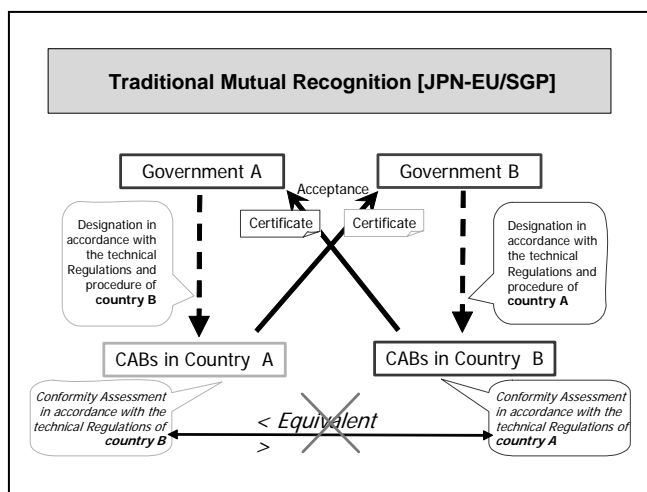 Traditional Mutual Recognition [JPN-EU/SGP]
Government A
Government B
Acceptance
Certificate
Certificate
Designation in
accordance with
the technical
Regulations and
procedure of
country B
Designation in
accordance with
the technical
Regulations and
procedure of
country A
CABs in Country A
CABs in Country B
Conformity Assessment
in accordance with the
technical Regulations of
country B
< Equivalent
>
Conformity Assessment
in accordance with the
technical Regulations of
country A